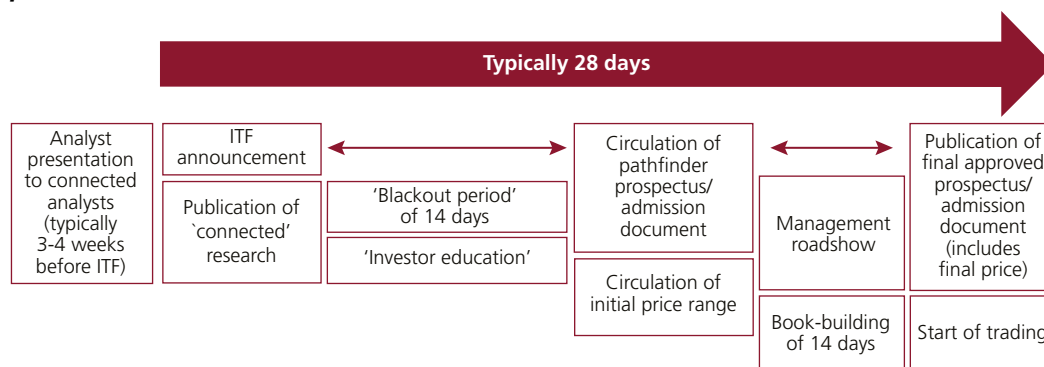 Typically 28 days
Analyst
presentation
to connected
analysts
(typically
3-4 weeks
before ITF)
ITF
announcement
Publication of
`connected’
research
‘Blackout period’
of 14 days
‘Investor education’
Circulation of
pathfinder
prospectus/
admission
document
Circulation of
initial price range
Management
roadshow
Book-building
of 14 days
Publication of
final approved
prospectus/
admission
document
(includes
final price)
Start of trading